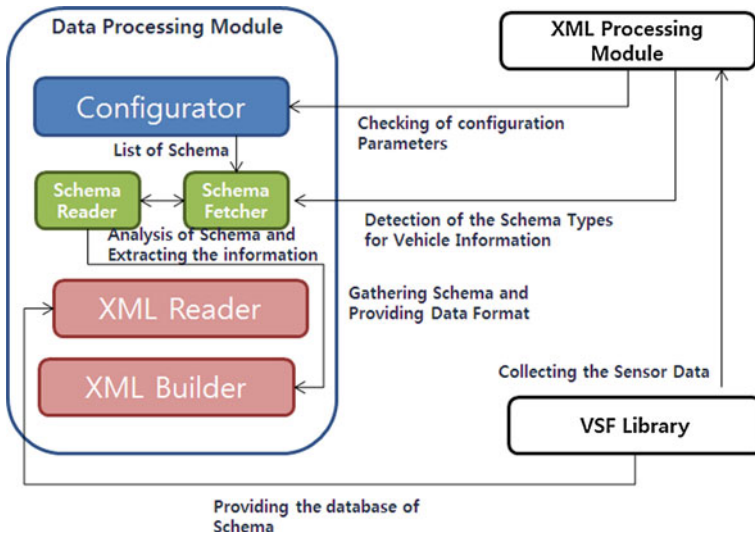 Data Processing Module
XML Processing
Module
Configurator
Checking of configuration
Parameters
List of Schema
Schema
Reader
Schema
Fetcher
Detection of the Schema Types
for Vehicle Information
Analysis of Schema and
Extracting the information
Gathering Schema and
Providing Data Format
XML Reader
XML Builder
Collecting the Sensor Data
VSF Library
Providing the database of
Schema